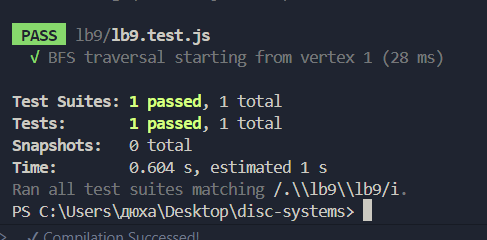 PASS lb9/lb9.test.js
√ BFS traversal starting from vertex 1 (28 ms)
Test Suites: 1 passed, 1 total
Tests: 1 passed, 1 total
Snapshots: 0 total
Time: 0.604 s, estimated 1 s
Ran all test suites matching /.\\lb9\\lb9/i.
PS C:\Users\дюха\Desktop\disc-systems>
> ✓ Compilation Succeeded!